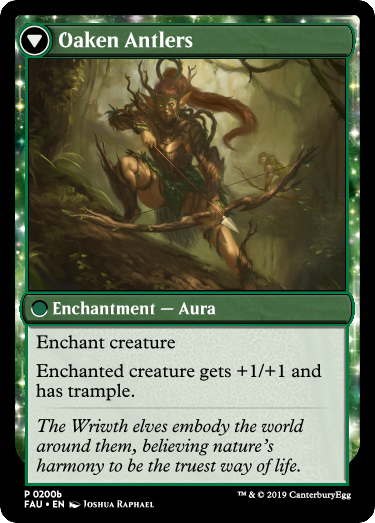 Oaken Antlers
Enchantment — Aura
Enchant creature
Enchanted creature gets +1/+1 and
has trample.
The Wriwth elves embody the world
around them, believing nature's
harmony to be the truest way of life.
P 0200b
FAU • EN Joshua Raphael
™ & © 2019 CanterburyEgg